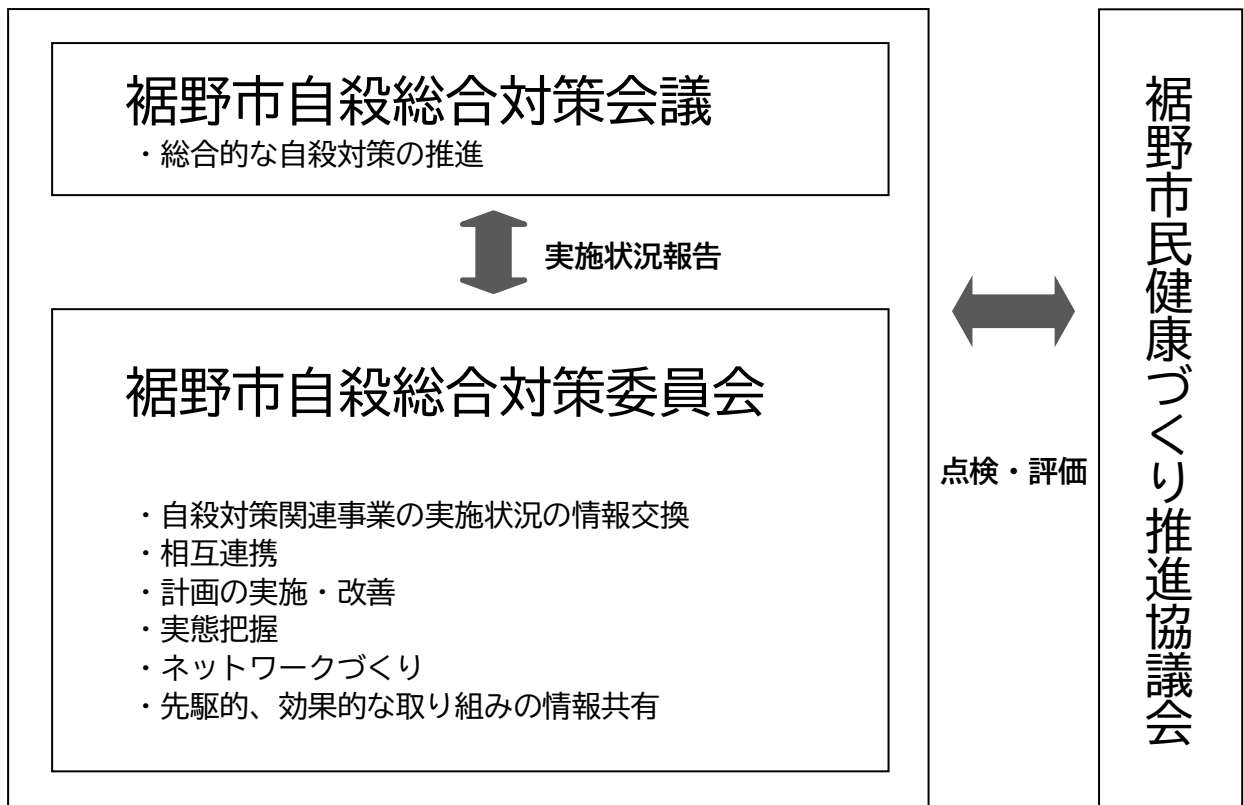 裾野市自殺総合対策会議
・総合的な自殺対策の推進
実施状況報告
裾野市自殺総合対策委員会
・自殺対策関連事業の実施状況の情報交換
・相互連携
・計画の実施・改善
・実態把握
・ネットワークづくり
・先駆的、効果的な取り組みの情報共有
点検・評価
裾野市民健康づくり推進協議会